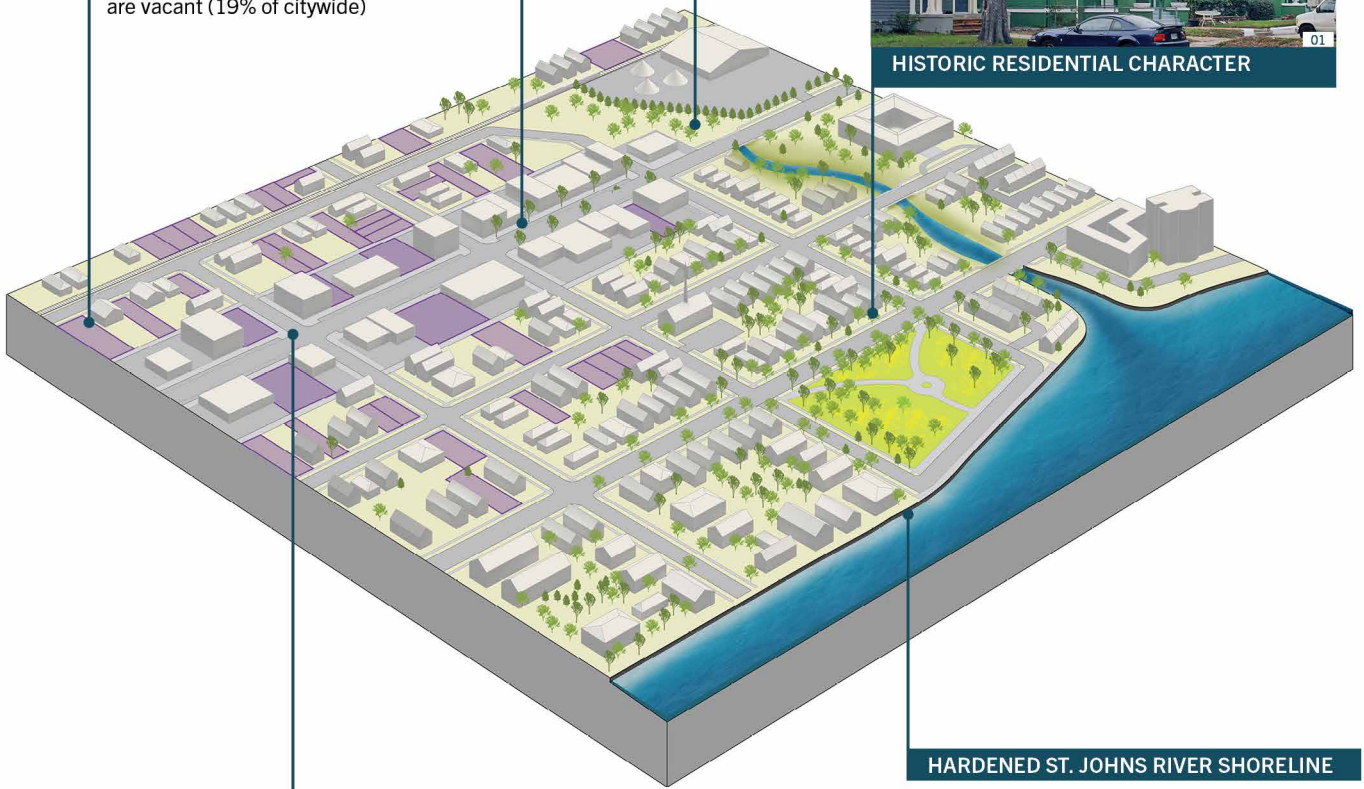 are vacant (19% of citywide)
01
HISTORIC RESIDENTIAL CHARACTER
HARDENED ST. JOHNS RIVER SHORELINE